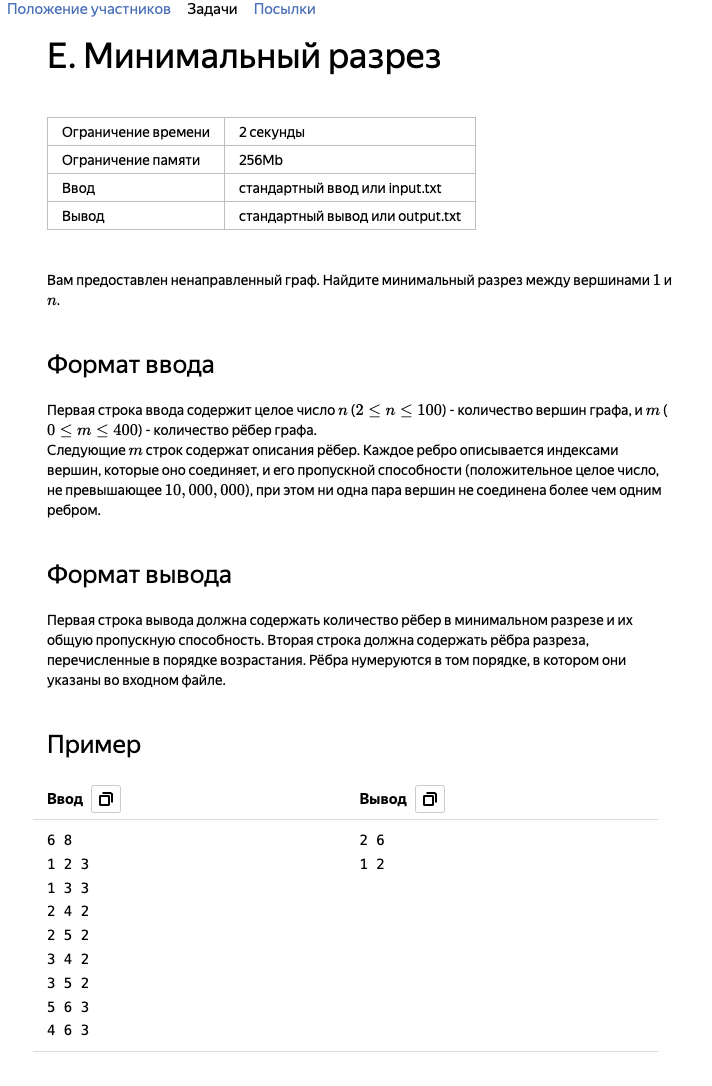 Положение участников Задачи Посылки
E. Минимальный разрез
Ограничение времени 2 секунды
Ограничение памяти 256Mb
Ввод стандартный ввод или input.txt
Вывод стандартный вывод или output.txt
Вам предоставлен ненаправленный граф. Найдите минимальный разрез между вершинами 1 и
n.
Формат ввода
Первая строка ввода содержит целое число n (2 ≤ n ≤ 100) - количество вершин графа, и m (
0 ≤ m ≤ 400) - количество рёбер графа.
Следующие m строк содержат описания рёбер. Каждое ребро описывается индексами
вершин, которые оно соединяет, и его пропускной способности (положительное целое число,
не превышающее 10, 000, 000), при этом ни одна пара вершин не соединена более чем одним
ребром.
Формат вывода
Первая строка вывода должна содержать количество рёбер в минимальном разрезе и их
общую пропускную способность. Вторая строка должна содержать рёбра разреза,
перечисленные в порядке возрастания. Рёбра нумеруются в том порядке, в котором они
указаны во входном файле.
Пример
Ввод Вывод
6 8 2 6
1 2 3 1 2
1 3 3
2 4 2
2 5 2
3 4 2
3 5 2
5 6 3
4 6 3